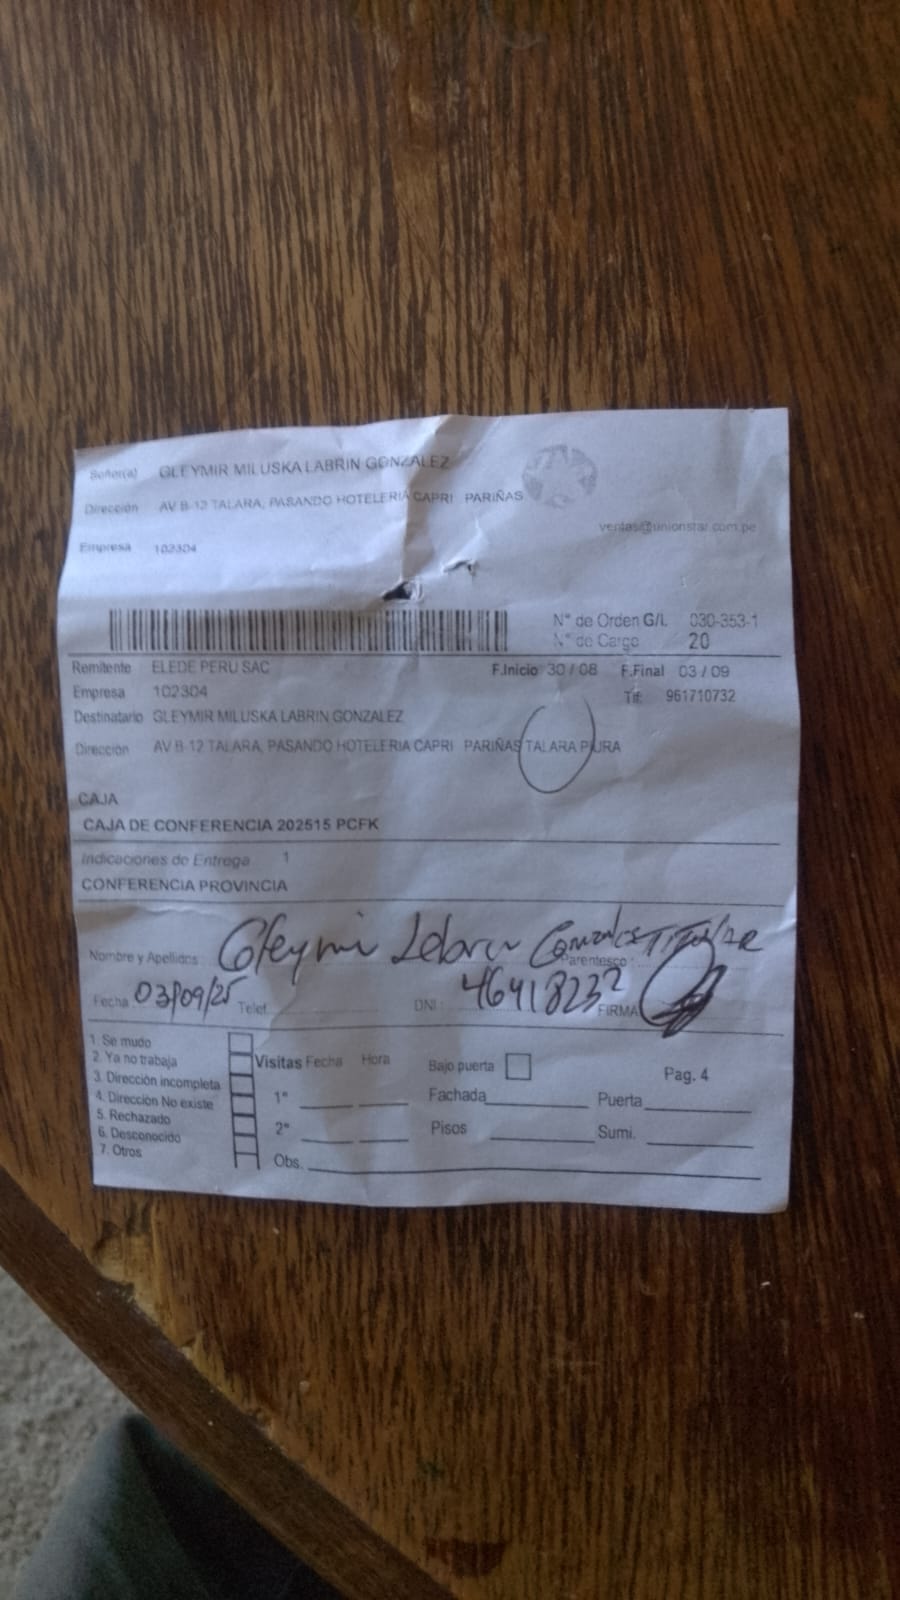 Señor(a) GLEYMIR MILUSKA LABRIN GONZALEZ
Dirección AV B-12 TALARA, PASANDO HOTELERIA CAPRI PARIÑAS
ventas@unionstar.com.pe
Empresa 102304
N° de Orden G/L 030-353-1
N° de Cargo 20
Remitente ELEDE PERU SAC F.Inicio 30 / 08 F.Final 03 / 09
Empresa 102304 Tlf: 961710732
Destinatario GLEYMIR MILUSKA LABRIN GONZALEZ
Dirección AV B-12 TALARA, PASANDO HOTELERIA CAPRI PARIÑAS TALARA PIURA
CAJA
CAJA DE CONFERENCIA 202515 PCFK
Indicaciones de Entrega 1
CONFERENCIA PROVINCIA
Nombre y Apellidos : Gleymi Labrin Gonzales Parentesco : TITULAR
Fecha 03/09/25 Telef. DNI : 46418232 FIRMA
1. Se mudo
2. Ya no trabaja Visitas Fecha Hora Bajo puerta Pag. 4
3. Dirección incompleta
4. Dirección No existe 1° Fachada Puerta
5. Rechazado
6. Desconocido 2° Pisos Sumi.
7. Otros Obs.